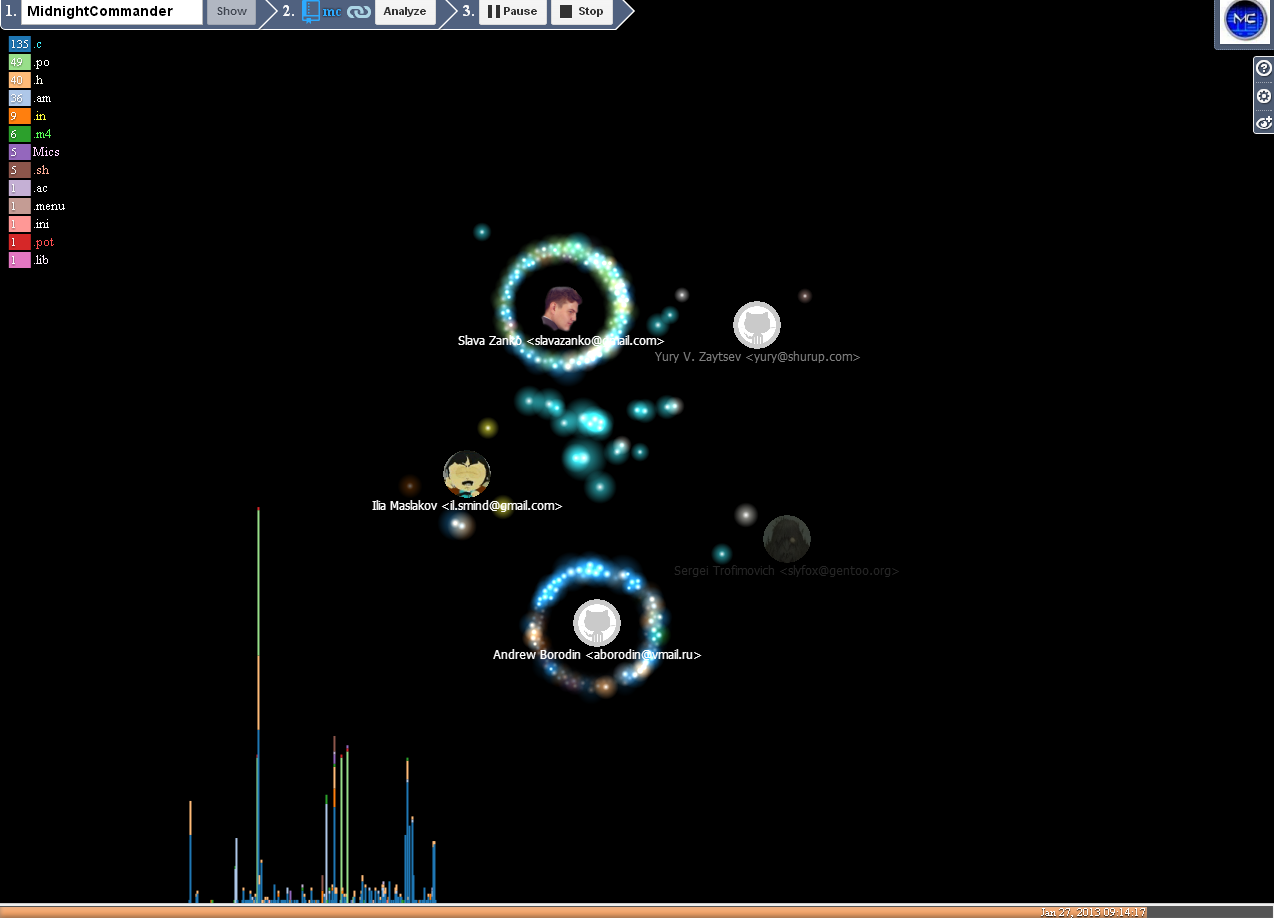 1. MidnightCommander Show 2. mc Analyze 3. Pause Stop
MC
135 .c
49 .po
40 .h
36 .am
9 .in
6 .m4
5 Mics
5 .sh
1 .ac
1 .menu
1 .ini
1 .pot
1 .lib
Slava Zanko <slavazanko@gmail.com>
Yury V. Zaytsev <yury@shurup.com>
Ilia Maslakov <il.smind@gmail.com>
Sergei Trofimovich <slyfox@gentoo.org>
Andrew Borodin <aborodin@vmail.ru>
Jan 27, 2013 09:14:17